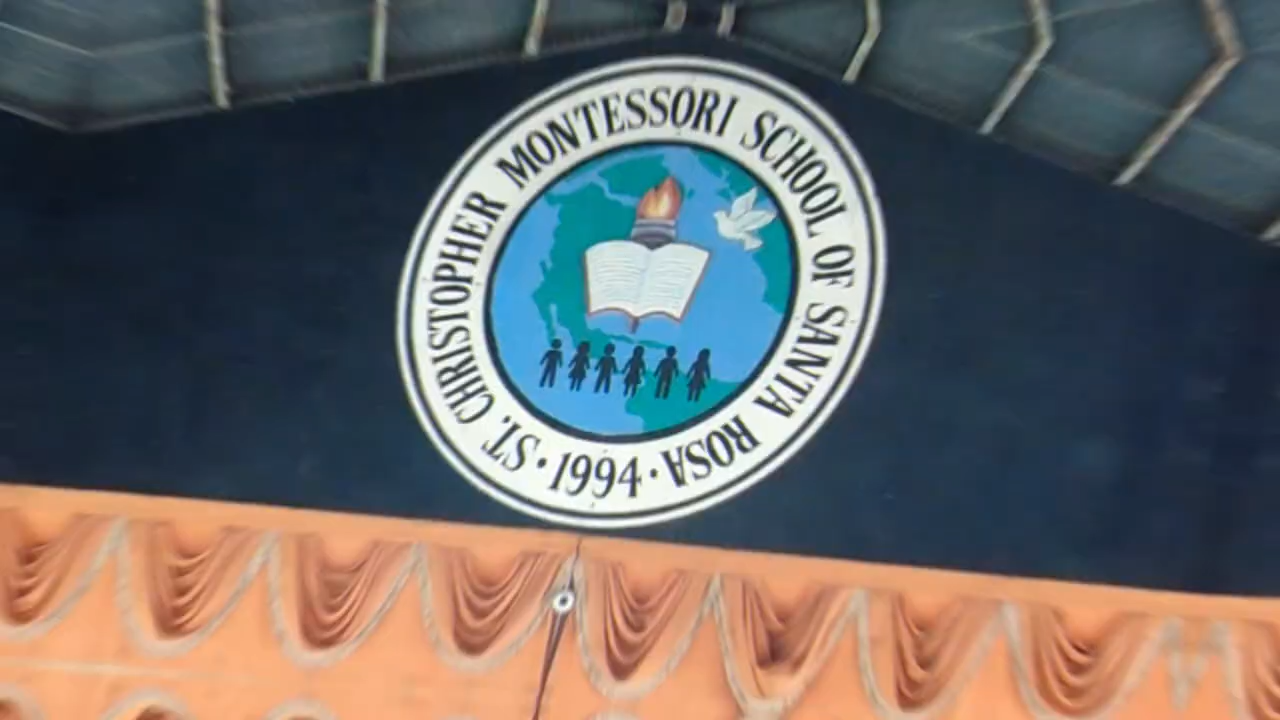 ST. CHRISTOPHER MONTESSORI SCHOOL OF SANTA ROSA
· 1994 ·